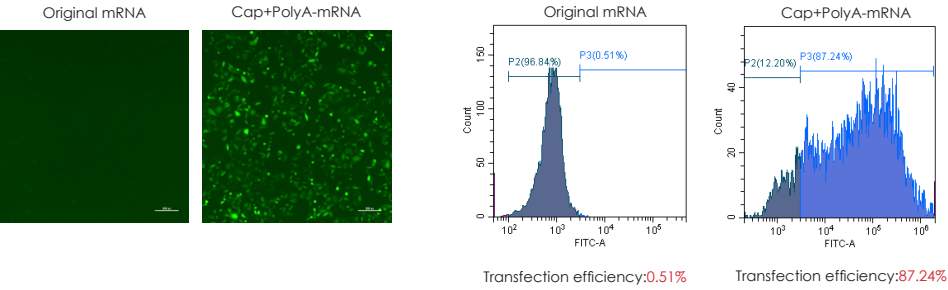 Original mRNA
Cap+PolyA-mRNA
Original mRNA
P2(96.84%)
P3(0.51%)
Count
150
100
50
0
10²
10³
10⁴
10⁵
FITC-A
Transfection efficiency:0.51%
Cap+PolyA-mRNA
P2(12.20%)
P3(87.24%)
Count
40
20
0
10³
10⁴
10⁵
10⁶
FITC-A
Transfection efficiency:87.24%